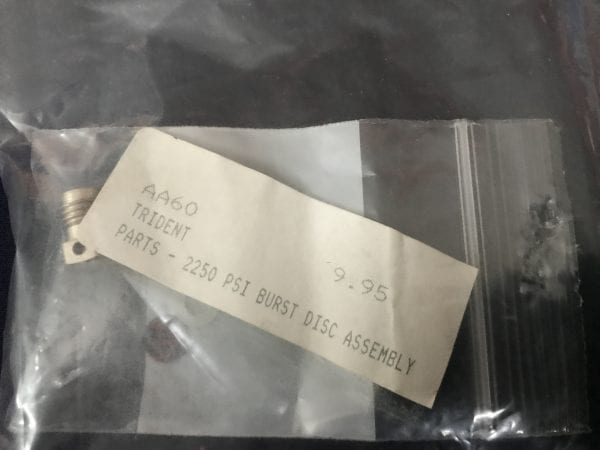 AA60
TRIDENT
9.95
PARTS - 2250 PSI BURST DISC ASSEMBLY